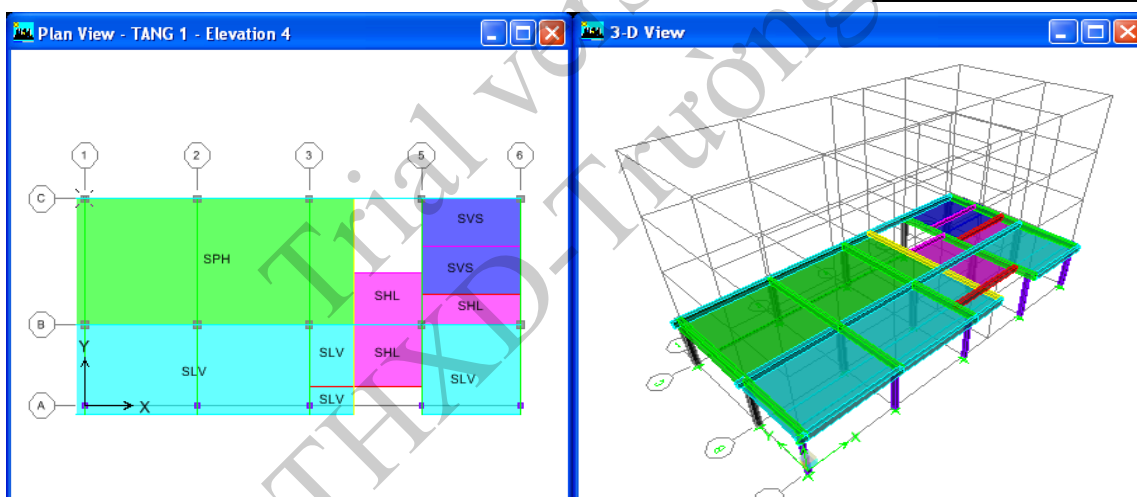 Plan View - TANG 1 - Elevation 4
1 2 3 5 6
C
SPH
SVS
SVS
SHL
SHL
B
Y
SLV
SLV
SHL
SLV
SLV
A
X
3-D View
B
Y
X
Trial vers
THXD-Trường